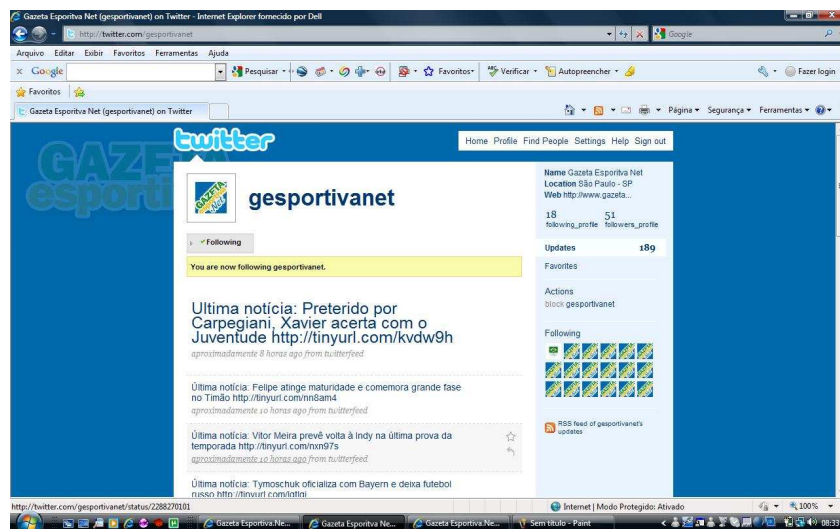 Gazeta Esporitva Net (gesportivanet) on Twitter - Internet Explorer fornecido por Dell
http://twitter.com/gesportivanet
Google
Arquivo Editar Exibir Favoritos Ferramentas Ajuda
x Google Pesquisar Favoritos Verificar Autopreencher Fazer login
Favoritos
Gazeta Esporitva Net (gesportivanet) on Twitter
Página Segurança Ferramentas
GAZETA
esporti
twitter
Home Profile Find People Settings Help Sign out
gesportivanet
Following
You are now following gesportivanet.
Ultima notícia: Preterido por
Carpegiani, Xavier acerta com o
Juventude http://tinyurl.com/kvdw9h
aproximadamente 8 horas ago from twitterfeed
Última notícia: Felipe atinge maturidade e comemora grande fase
no Timão http://tinyurl.com/nn8am4
aproximadamente 10 horas ago from twitterfeed
Última notícia: Vitor Meira prevê volta à Indy na última prova da
temporada http://tinyurl.com/nxn97s
aproximadamente 10 horas ago from twitterfeed
Última notícia: Tymoschuk oficializa com Bayern e deixa futebol
russo
Name Gazeta Esporitva Net
Location São Paulo - SP
Web http://www.gazeta...
18 51
following_profile followers_profile
Updates 189
Favorites
Actions
block gesportivanet
Following
RSS feed of gesportivanet's
updates
http://twitter.com/gesportivanet/status/2288270101
Internet | Modo Protegido: Ativado
100%
Gazeta Esportiva.Ne... Gazeta Esportiva Ne... Gazeta Esportiva.Ne... Sem título - Paint